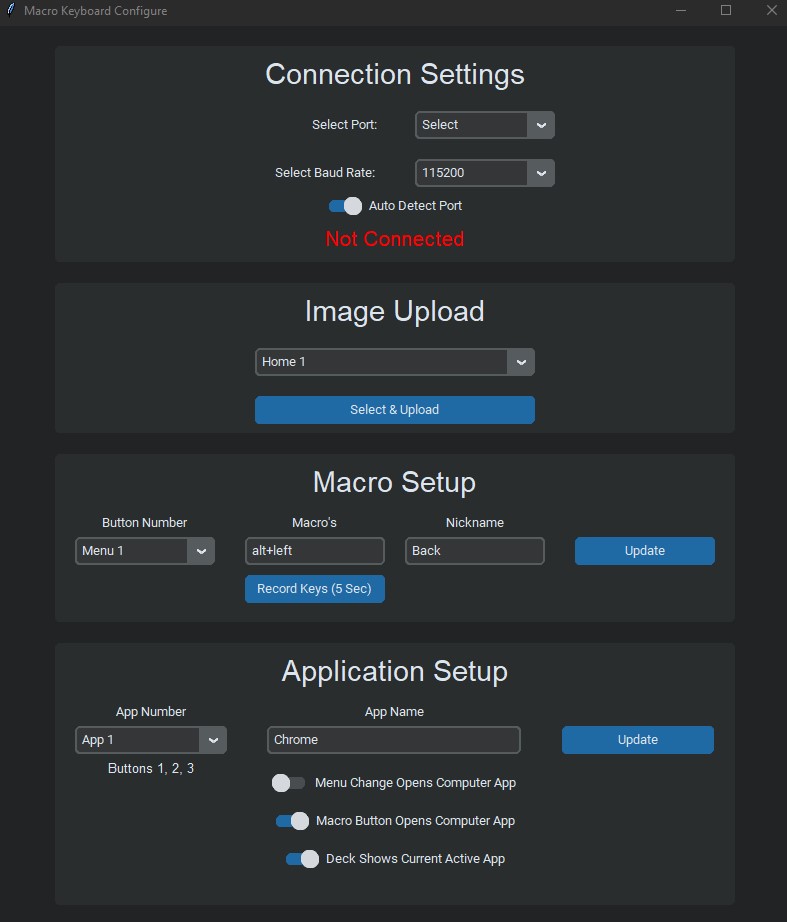 Macro Keyboard Configure
Connection Settings
Select Port: Select
Select Baud Rate: 115200
Auto Detect Port
Not Connected
Image Upload
Home 1
Select & Upload
Macro Setup
Button Number Macro's Nickname
Menu 1 alt+left Back Update
Record Keys (5 Sec)
Application Setup
App Number App Name
App 1 Chrome Update
Buttons 1, 2, 3
Menu Change Opens Computer App
Macro Button Opens Computer App
Deck Shows Current Active App